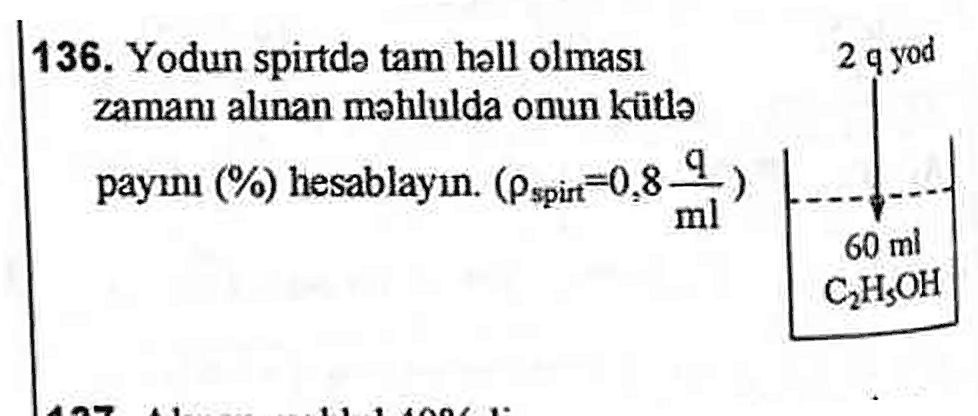 136. Yodun spirtdə tam həll olması
zamanı alınan məhlulda onun kütlə
payını (%) hesablayın. (ρspirt=0,8 q/ml)
2 q yod
60 ml
C₂H₅OH